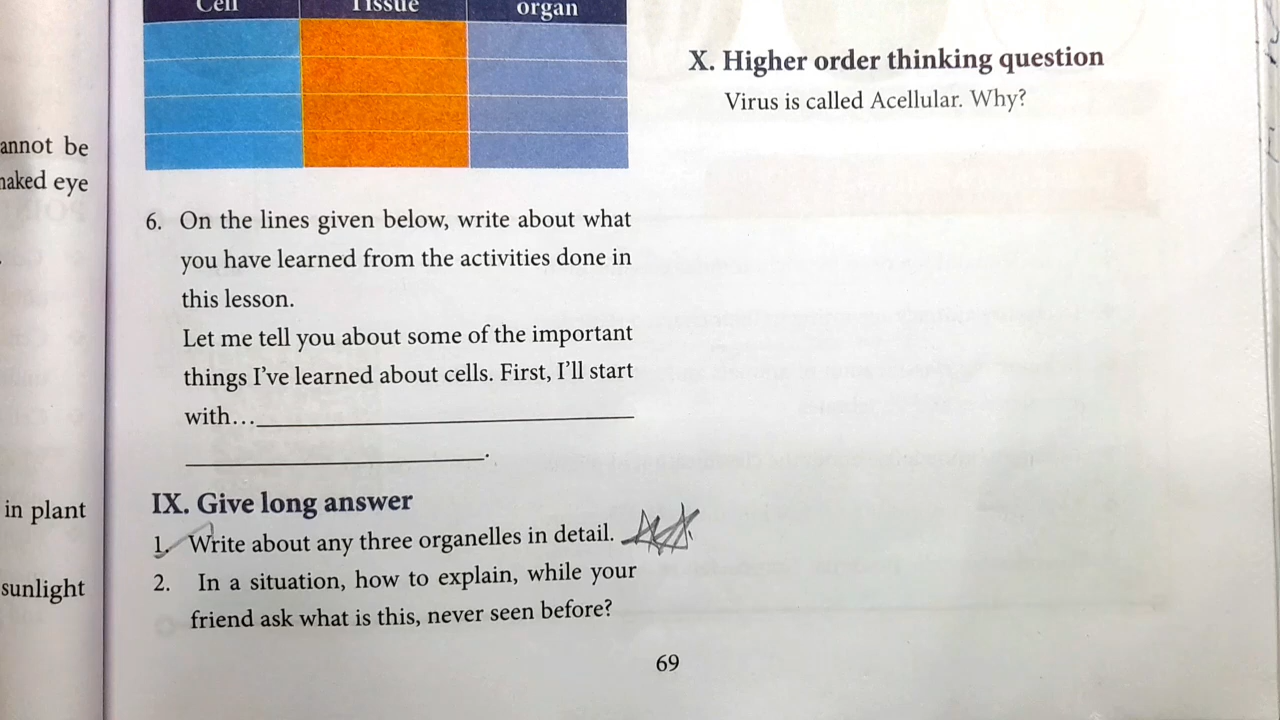 Cell Tissue organ
annot be
naked eye
in plant
sunlight
6. On the lines given below, write about what
you have learned from the activities done in
this lesson.
Let me tell you about some of the important
things I've learned about cells. First, I'll start
with...
.
IX. Give long answer
1. Write about any three organelles in detail.
2. In a situation, how to explain, while your
friend ask what is this, never seen before?
X. Higher order thinking question
Virus is called Acellular. Why?
69